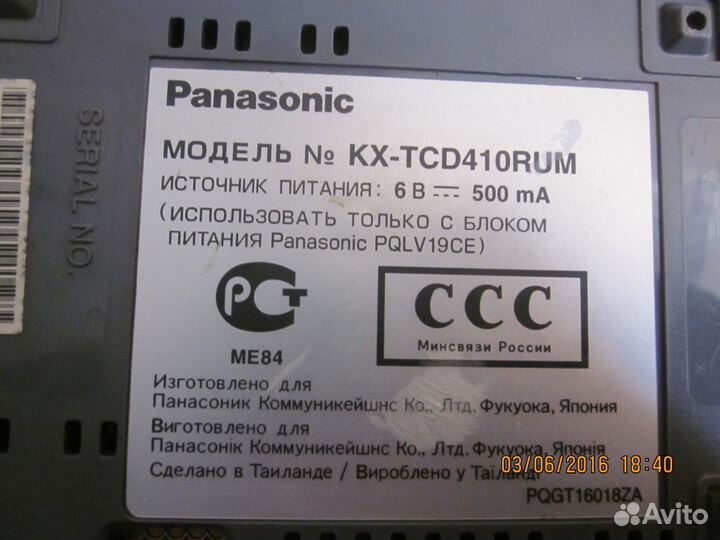 SERIAL NO.
Panasonic
МОДЕЛЬ № KX-TCD410RUM
ИСТОЧНИК ПИТАНИЯ: 6 В 500 mA
(ИСПОЛЬЗОВАТЬ ТОЛЬКО С БЛОКОМ
ПИТАНИЯ Panasonic PQLV19CE)
РСТ
ME84
ССС
Минсвязи России
Изготовлено для
Панасоник Коммуникейшнс Ко., Лтд. Фукуока, Япония
Виготовлено для
Панасонік Коммунікейшнс Ко., Лтд. Фукуока, Японія
Сделано в Таиланде / Вироблено у Таїланді
03/06/2016 18:40
PQGT16018ZA
Avito